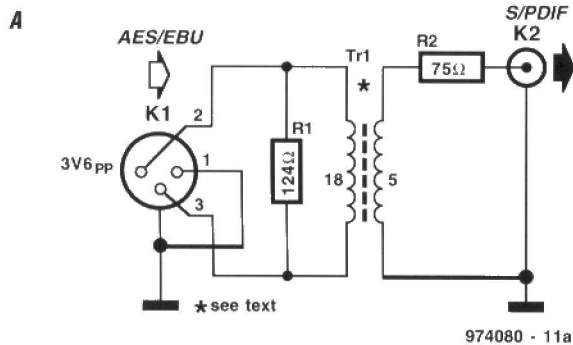 A
AES/EBU
S/PDIF
K2
K1
Tr1
*
R2
75Ω
2
1
3
3V6PP
R1
124Ω
18
5
* see text
974080 - 11a